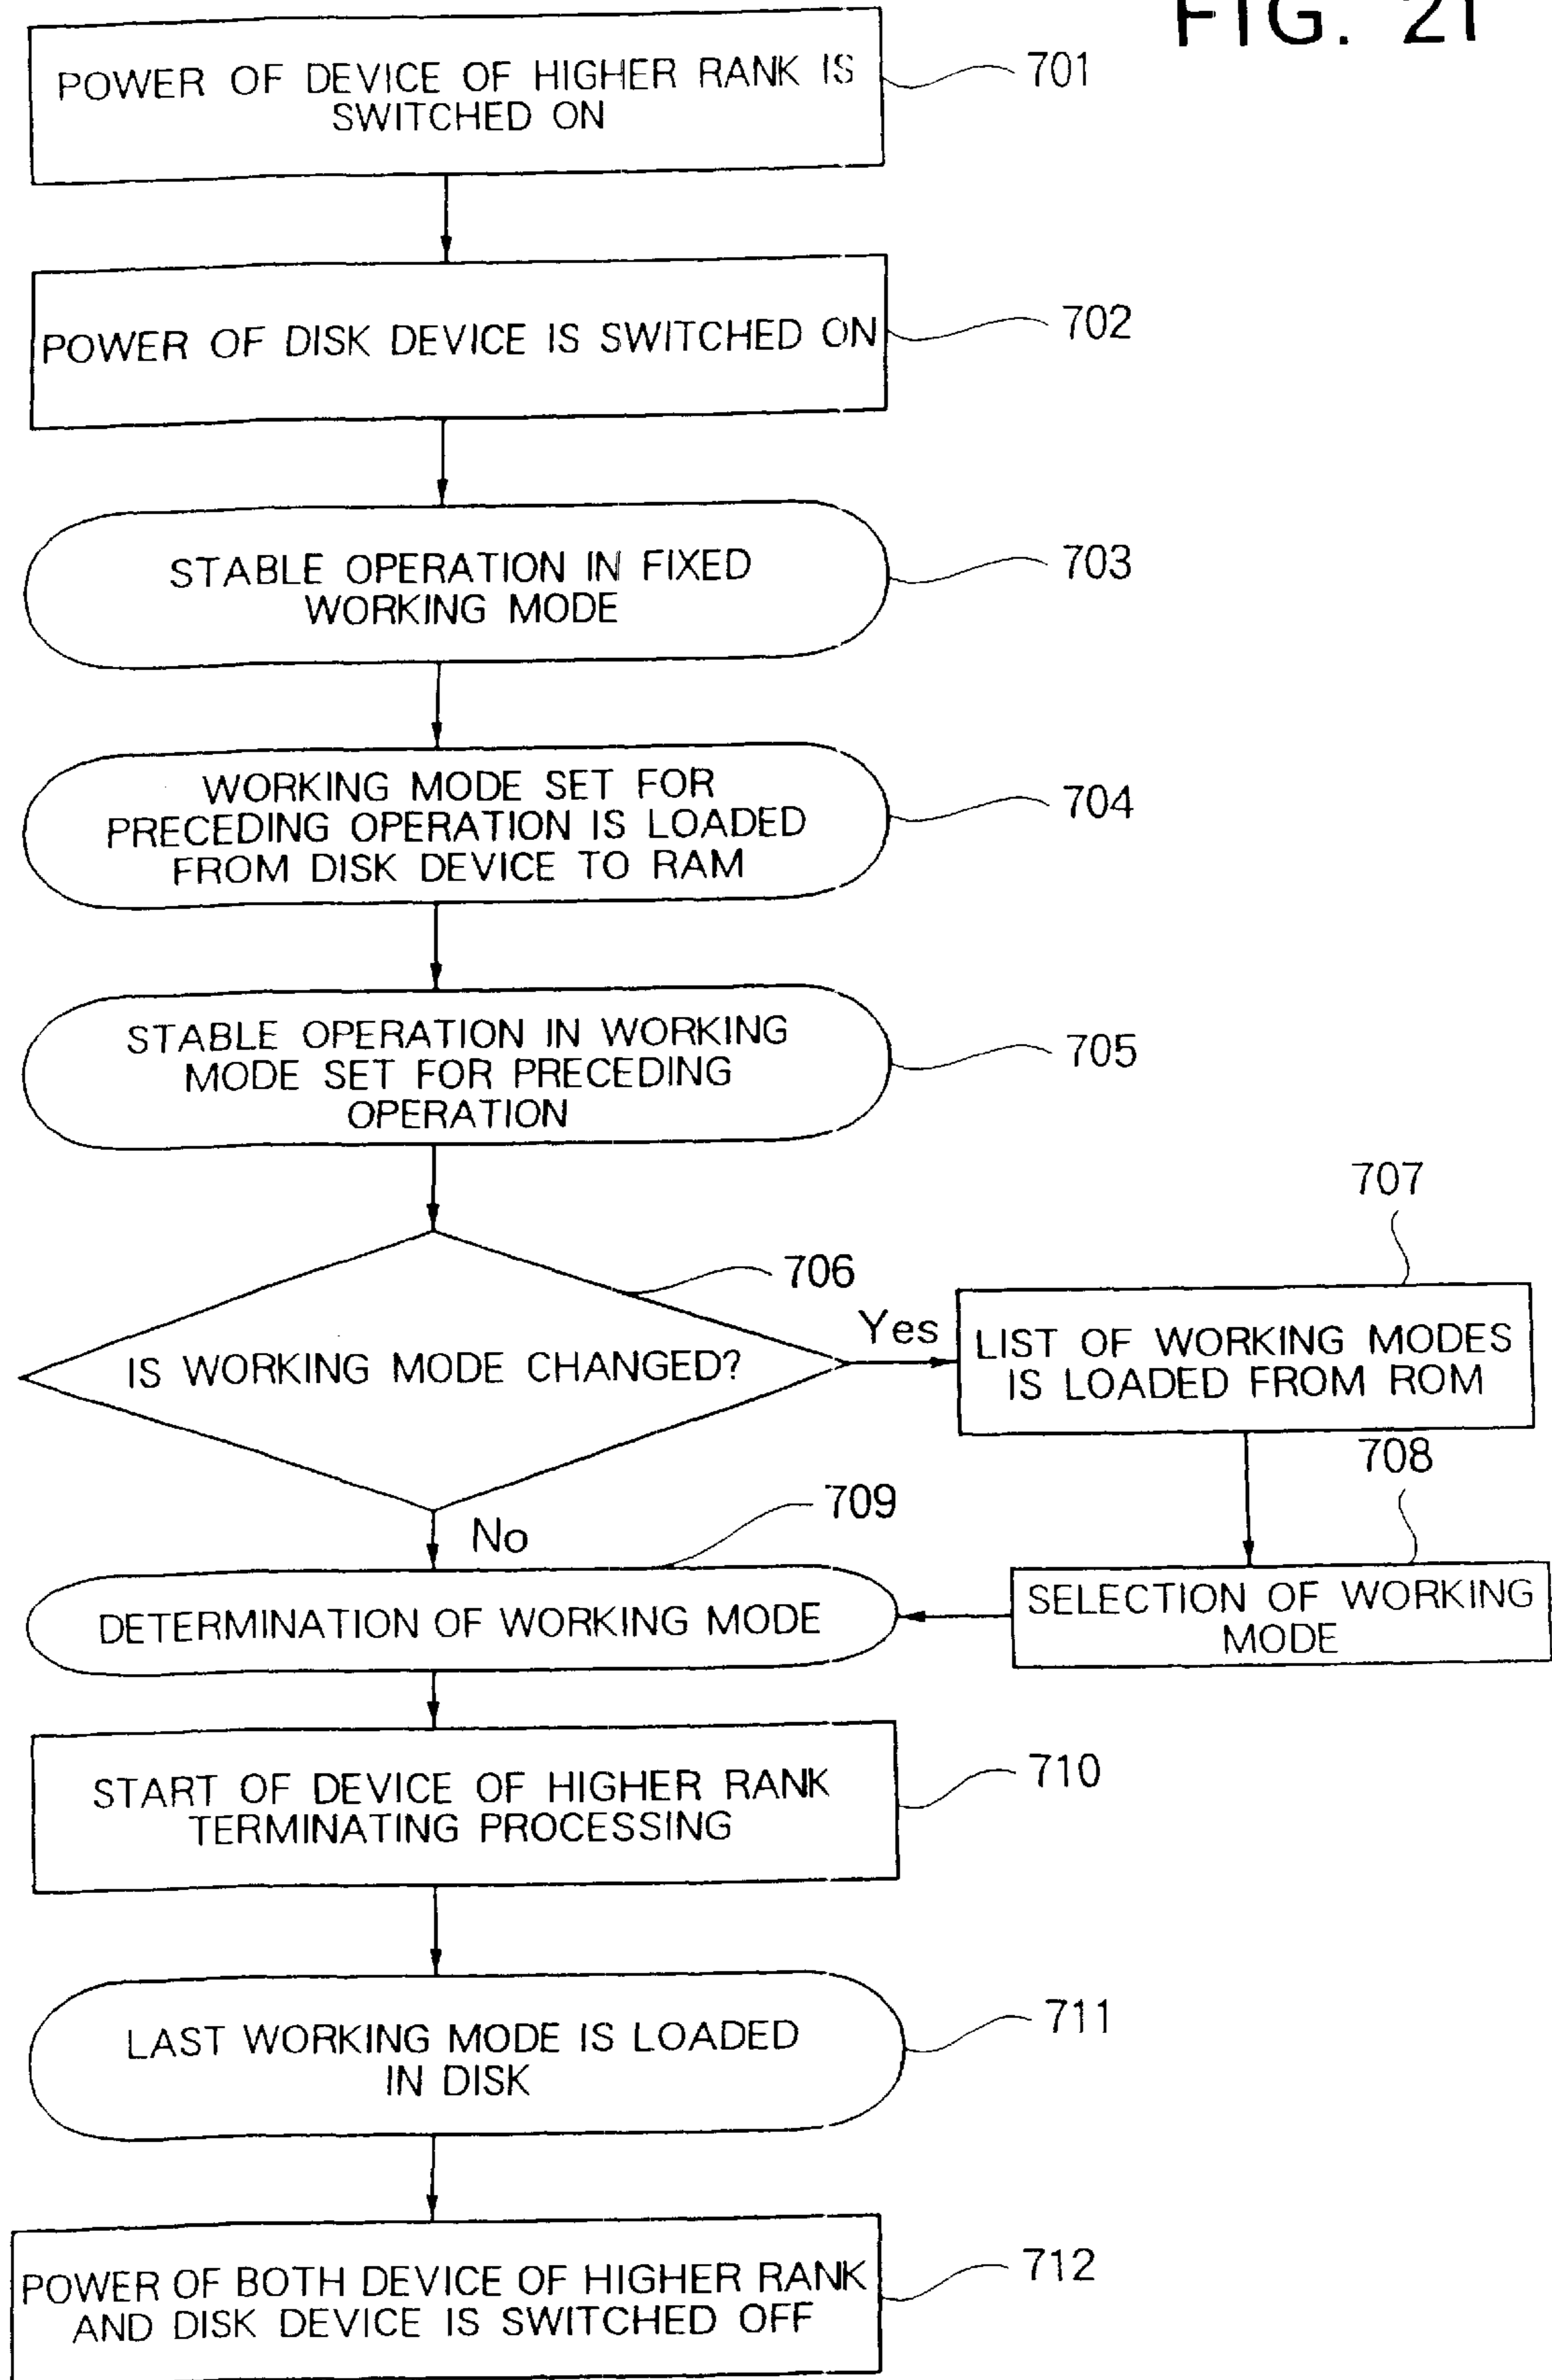 FIG. 21
POWER OF DEVICE OF HIGHER RANK IS
SWITCHED ON
701
POWER OF DISK DEVICE IS SWITCHED ON
702
STABLE OPERATION IN FIXED
WORKING MODE
703
WORKING MODE SET FOR
PRECEDING OPERATION IS LOADED
FROM DISK DEVICE TO RAM
704
STABLE OPERATION IN WORKING
MODE SET FOR PRECEDING
OPERATION
705
706
IS WORKING MODE CHANGED?
Yes
707
LIST OF WORKING MODES
IS LOADED FROM ROM
708
SELECTION OF WORKING
MODE
No
709
DETERMINATION OF WORKING MODE
START OF DEVICE OF HIGHER RANK
TERMINATING PROCESSING
710
LAST WORKING MODE IS LOADED
IN DISK
711
POWER OF BOTH DEVICE OF HIGHER RANK
AND DISK DEVICE IS SWITCHED OFF
712